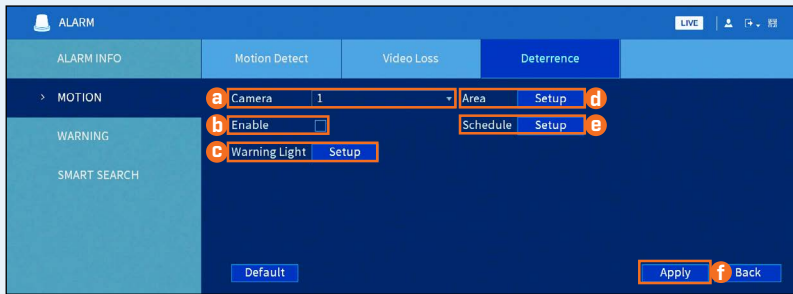 ALARM
LIVE
ALARM INFO
Motion Detect
Video Loss
Deterrence
> MOTION
a Camera 1
Area Setup d
b Enable
Schedule Setup e
WARNING
c Warning Light Setup
SMART SEARCH
Default
Apply f Back